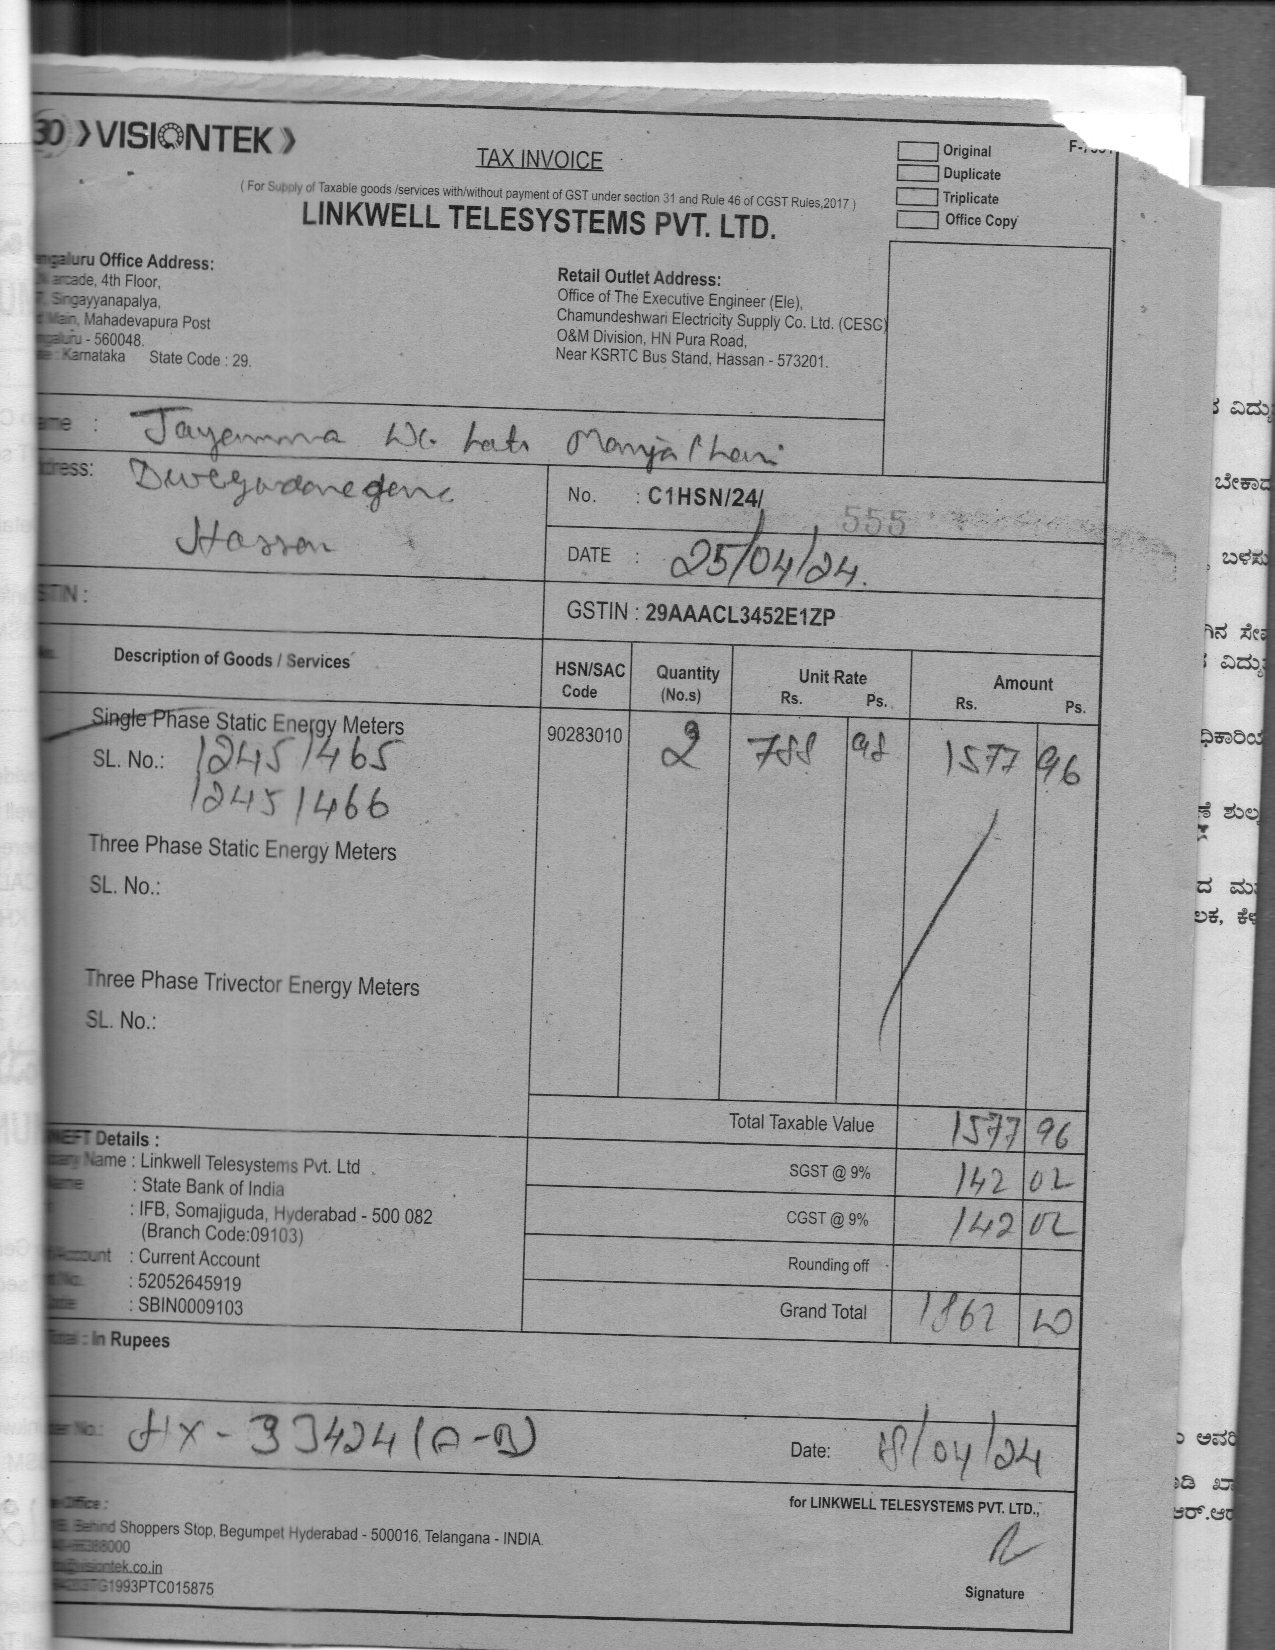 30 VISIONTEK
TAX INVOICE
( For Supply of Taxable goods /services with/without payment of GST under section 31 and Rule 46 of CGST Rules,2017 )
LINKWELL TELESYSTEMS PVT. LTD.
Original
Duplicate
Triplicate
Office Copy
Office Address:
4th Floor,
Singayyanapalya,
Main, Mahadevapura Post
- 560048.
: Karnataka State Code : 29.
Retail Outlet Address:
Office of The Executive Engineer (Ele),
Chamundeshwari Electricity Supply Co. Ltd. (CESC)
O&M Division, HN Pura Road,
Near KSRTC Bus Stand, Hassan - 573201.
: Jayamma W/o Late
Hassan
No. : C1HSN/24/ 555
DATE : 25/04/24.
GSTIN : 29AAACL3452E1ZP
Description of Goods / Services
HSN/SAC Code
Quantity (No.s)
Unit Rate Rs. Ps.
Amount Rs. Ps.
Single Phase Static Energy Meters 90283010 2 788 98 1577 96
SL. No.: 12451465
12451466
Three Phase Static Energy Meters
SL. No.:
Three Phase Trivector Energy Meters
SL. No.:
Total Taxable Value 1577 96
SGST @ 9% 142 02
CGST @ 9% 142 02
Rounding off
Grand Total 1862 00
Details :
Name : Linkwell Telesystems Pvt. Ltd
: State Bank of India
: IFB, Somajiguda, Hyderabad - 500 082
(Branch Code:09103)
Account : Current Account
: 52052645919
: SBIN0009103
: In Rupees
No.: HX - 33424 (A-B)
Date: 18/04/24
for LINKWELL TELESYSTEMS PVT. LTD.,
Office :
Behind Shoppers Stop, Begumpet Hyderabad - 500016, Telangana - INDIA.
visiontek.co.in
1993PTC015875
Signature